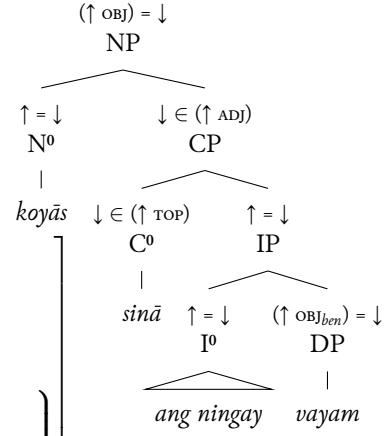 (↑ OBJ) = ↓
NP
↑ = ↓ ↓ ∈ (↑ ADJ)
N⁰ CP
koyās ↓ ∈ (↑ TOP) ↑ = ↓
C⁰ IP
sinā ↑ = ↓ (↑ OBJben) = ↓
I⁰ DP
ang ningay vayam